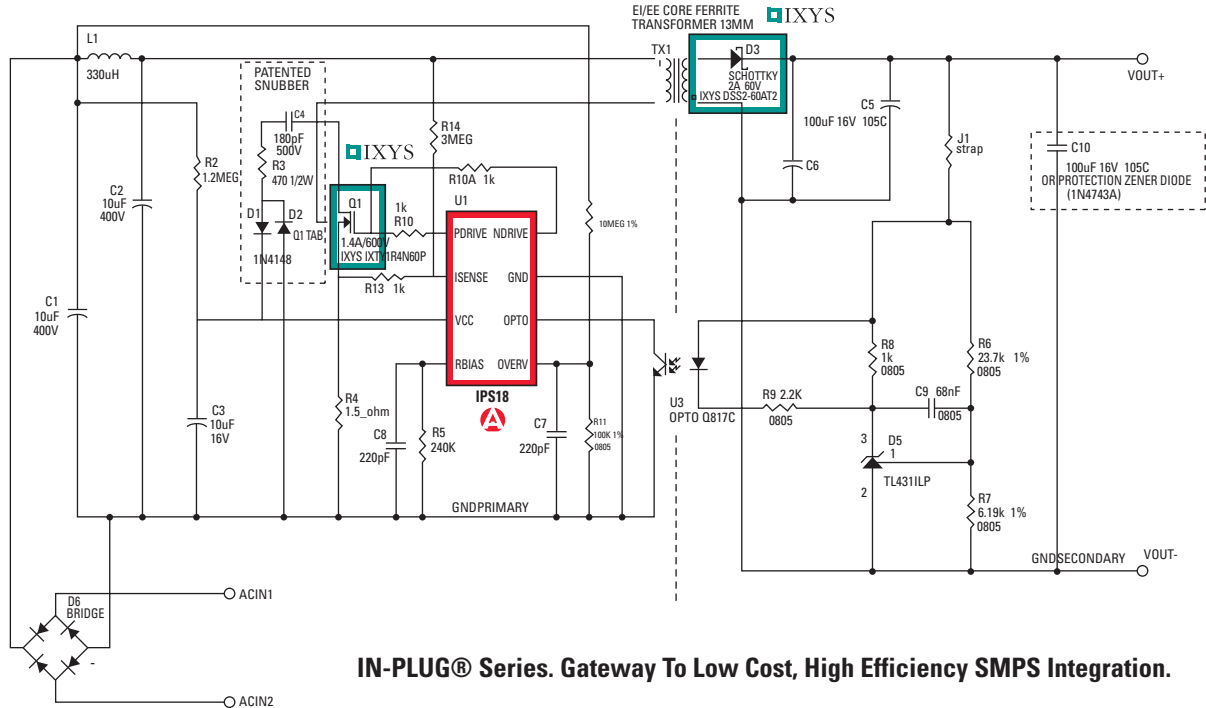 EI/EE CORE FERRITE
TRANSFORMER 13MM
IXYS
L1
330uH
TX1
D3
SCHOTTKY
2A 60V
IXYS DSS2-60AT2
VOUT+
PATENTED
SNUBBER
C4
180pF
500V
R3
470 1/2W
R2
1.2MEG
C2
10uF
400V
D1
D2
Q1 TAB
1N4148
IXYS
Q1
1.4A/600V
IXYS IXTY1R4N60P
R14
3MEG
R10A 1k
1k
R10
R13 1k
U1
PDRIVE NDRIVE
ISENSE GND
VCC OPTO
RBIAS OVERV
IPS18
A
10MEG 1%
C5
100uF 16V 105C
C6
J1
strap
C10
100uF 16V 105C
OR PROTECTION ZENER DIODE
(1N4743A)
C1
10uF
400V
C3
10uF
16V
R4
1.5_ohm
C8
220pF
R5
240K
C7
220pF
R11
100K 1%
0805
U3
OPTO Q817C
R8
1k
0805
R6
23.7k 1%
0805
R9 2.2K
0805
C9 68nF
0805
3
D5
1
TL431ILP
2
R7
6.19k 1%
0805
GNDPRIMARY
GNDSECONDARY
VOUT-
D6
BRIDGE
-
ACIN1
ACIN2
IN-PLUG® Series. Gateway To Low Cost, High Efficiency SMPS Integration.